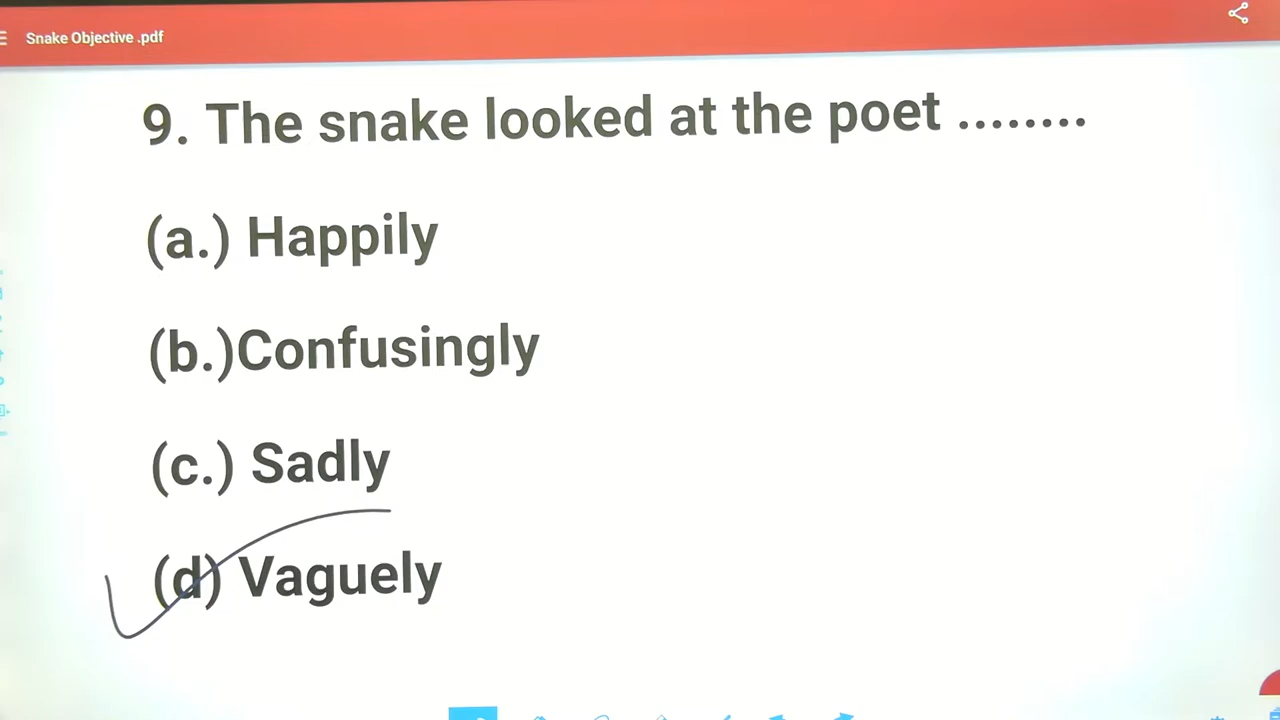 Snake Objective .pdf
9. The snake looked at the poet ........
(a.) Happily
(b.)Confusingly
(c.) Sadly
(d) Vaguely